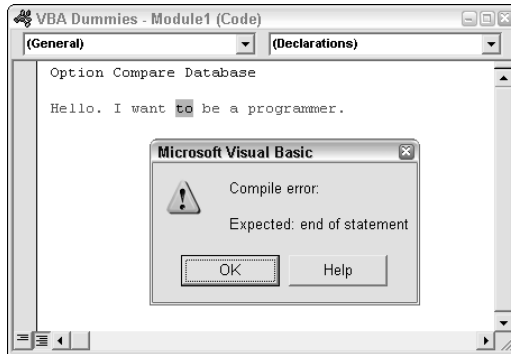 VBA Dummies - Module1 (Code)
(General) (Declarations)
Option Compare Database
Hello. I want to be a programmer.
Microsoft Visual Basic
Compile error:
Expected: end of statement
OK Help